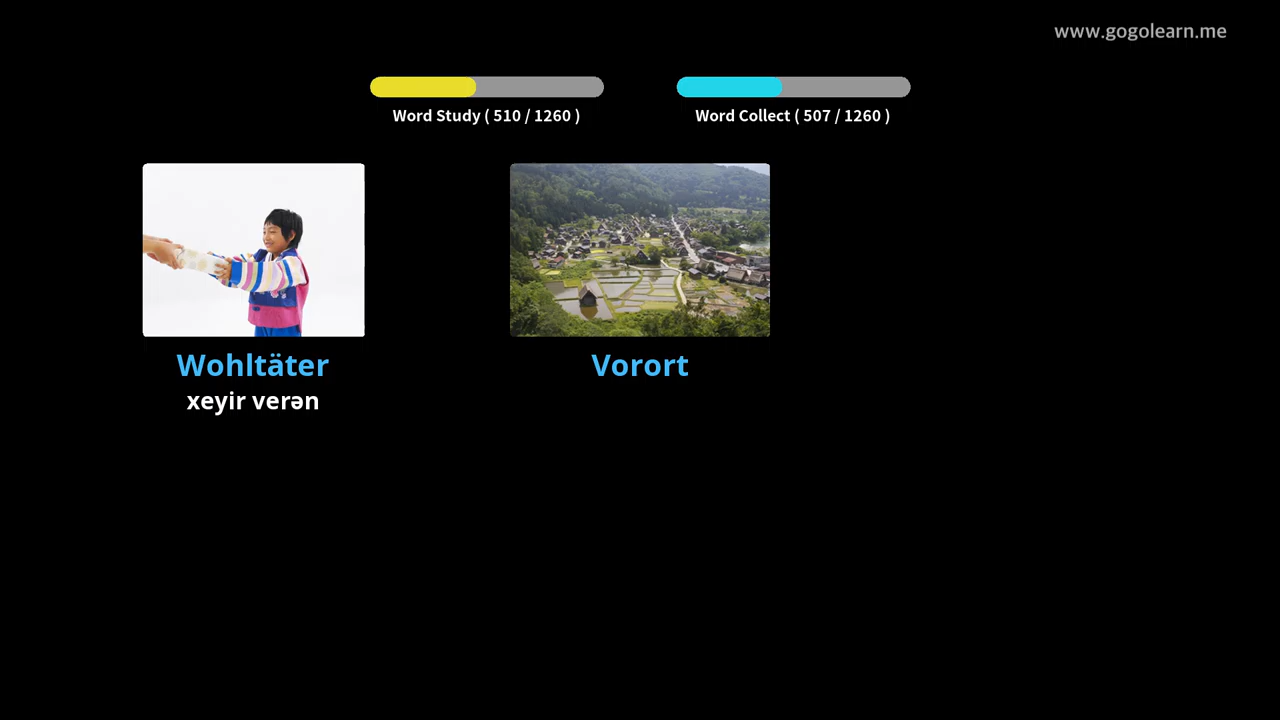 www.gogolearn.me
Word Study ( 510 / 1260 )
Word Collect ( 507 / 1260 )
Wohltäter
xeyir verən
Vorort